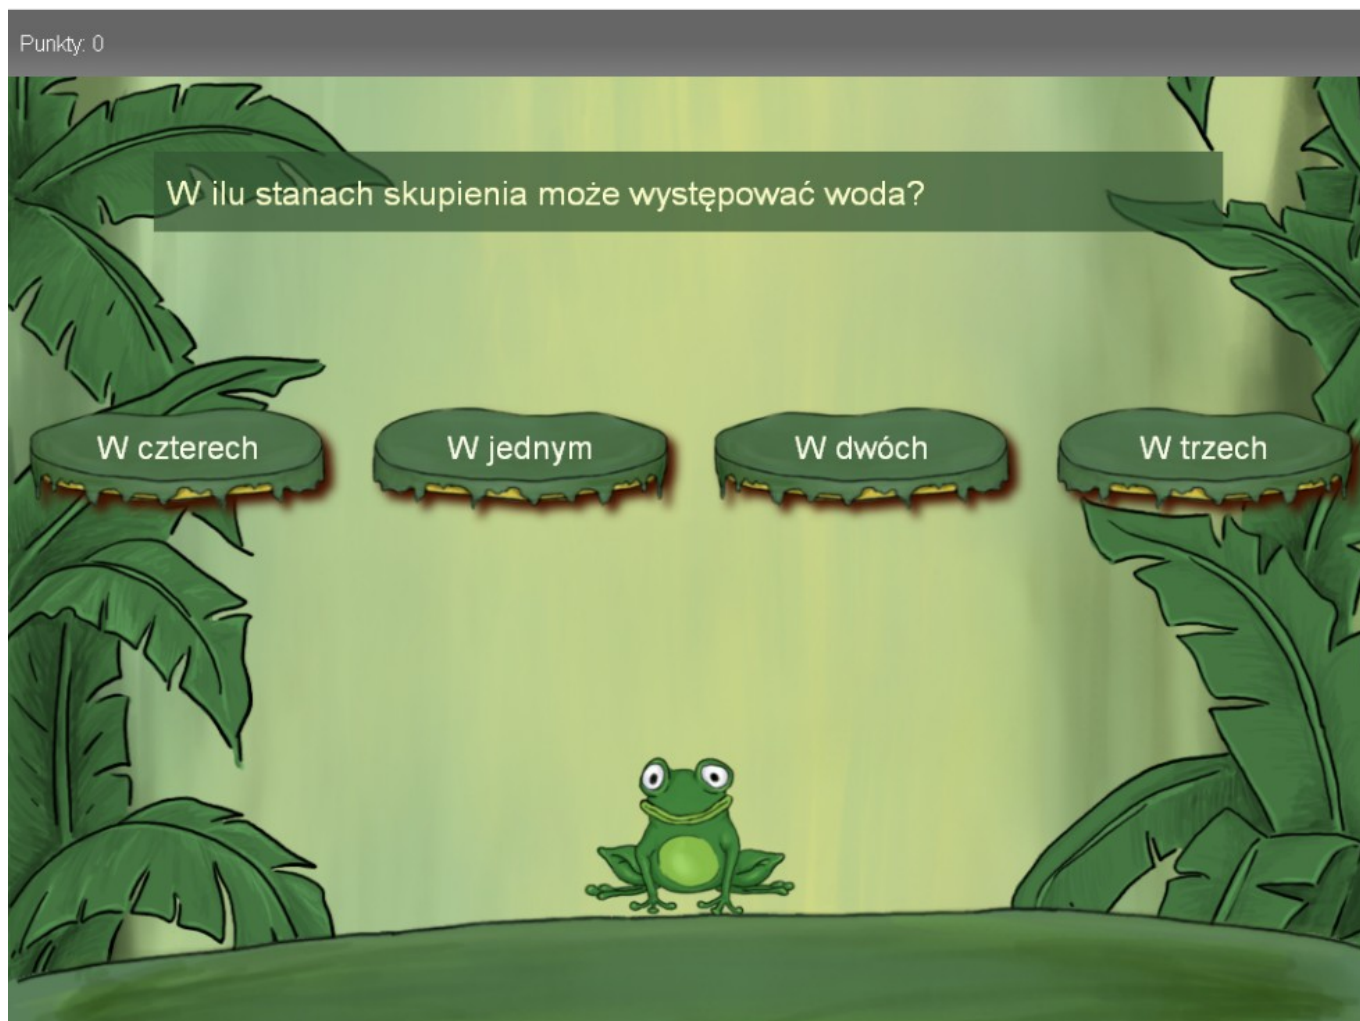 Punkty: 0
W ilu stanach skupienia może występować woda?
W czterech
W jednym
W dwóch
W trzech